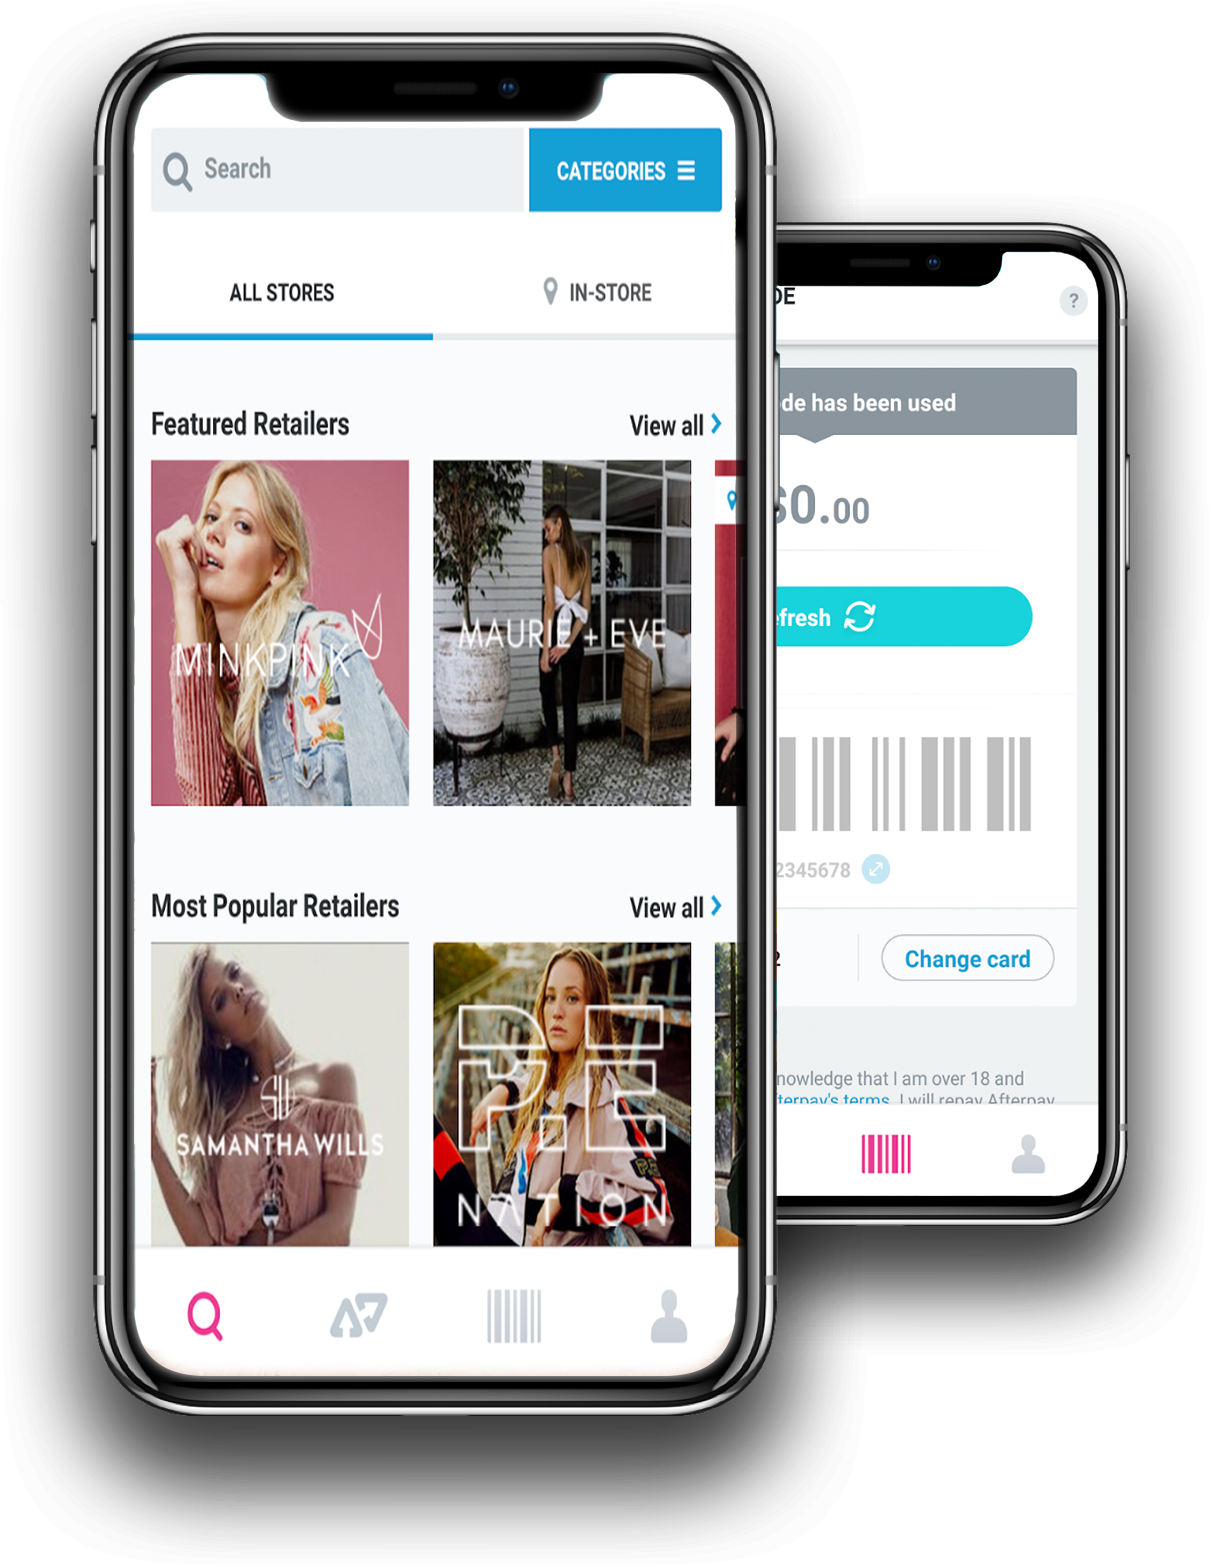 Search
CATEGORIES
ALL STORES
IN-STORE
Featured Retailers
View all
MINKPINK
MAURIE + EVE
Most Popular Retailers
View all
SAMANTHA WILLS
P.E
NATION
DE
?
de has been used
$0.00
efresh
2345678
2
Change card
nowledge that I am over 18 and
terpay's terms. I will repay Afterpay